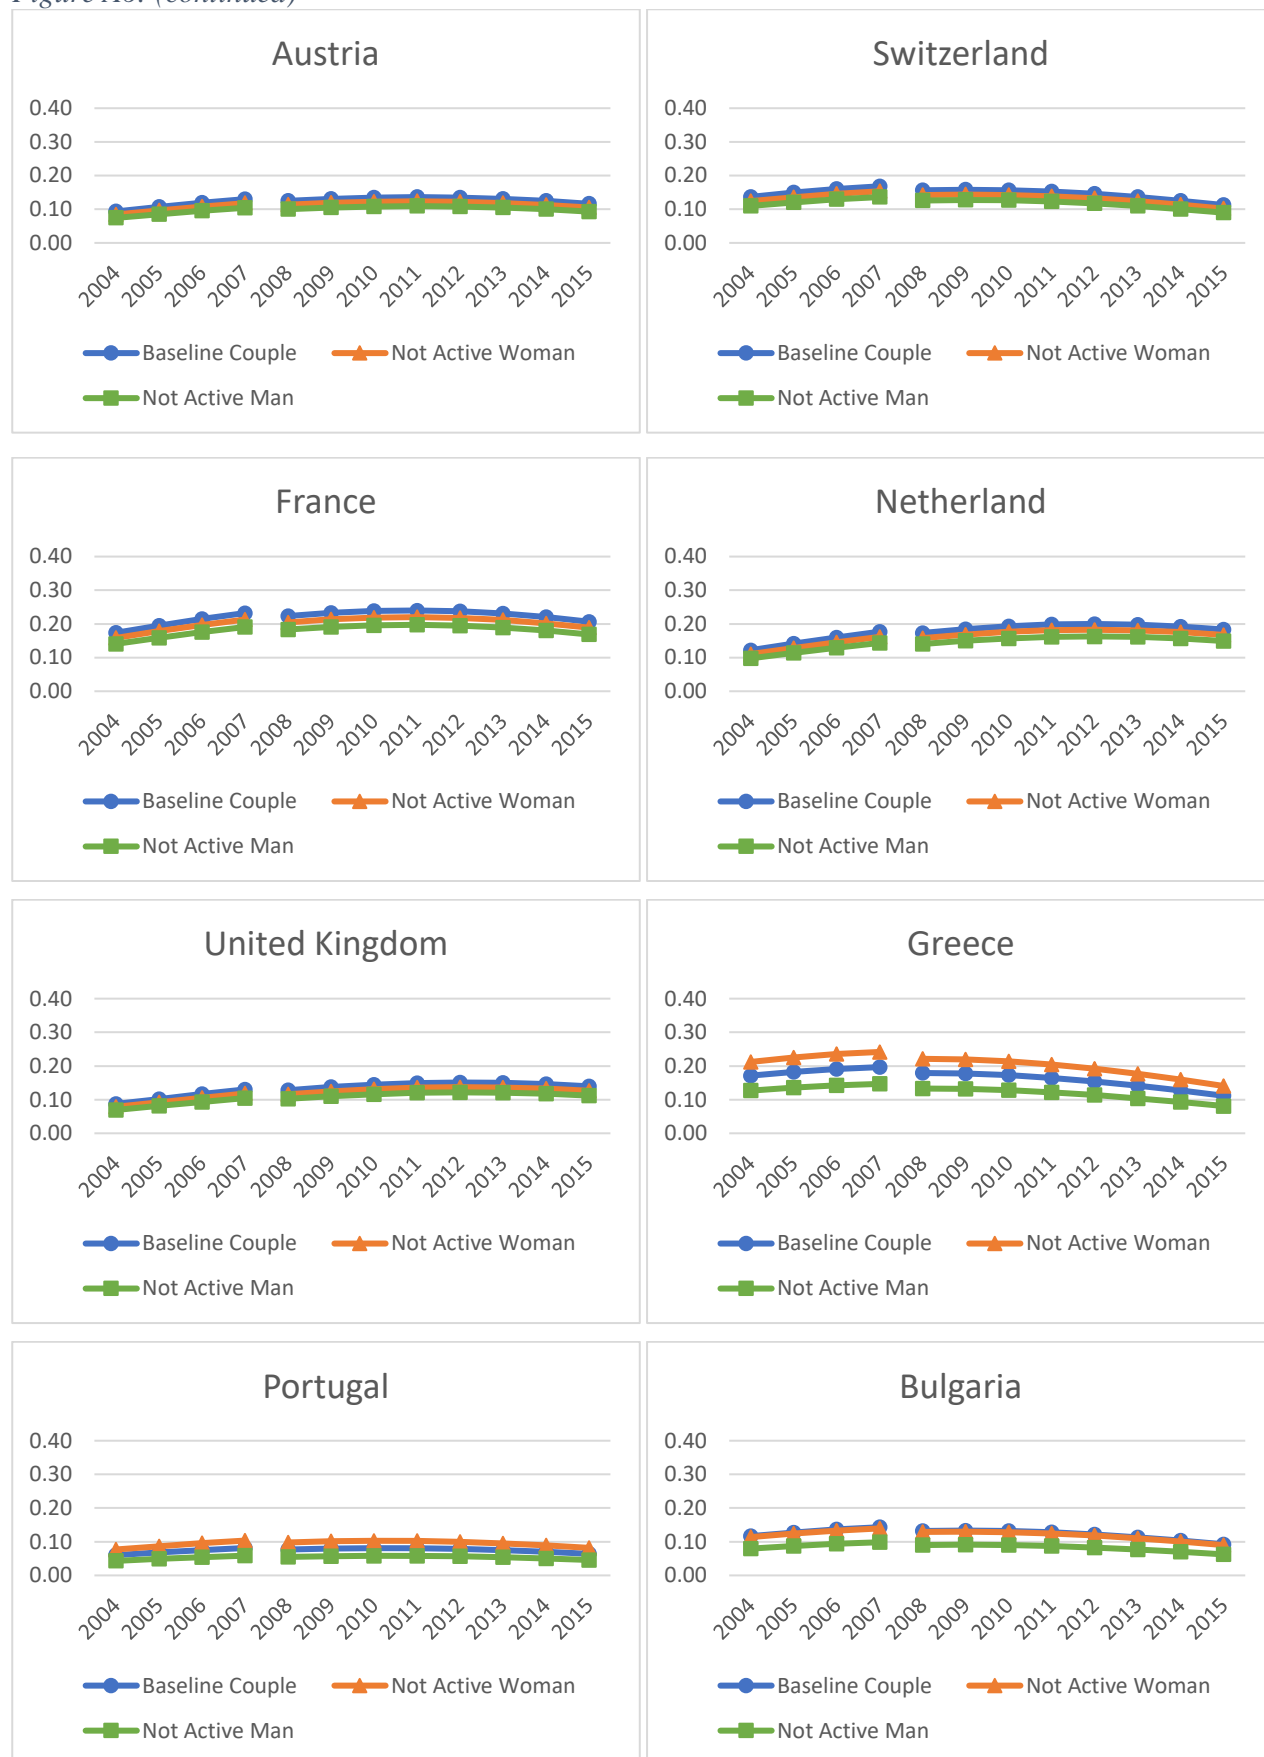 Figure A3: (continued)
Austria
0.40
0.30
0.20
0.10
0.00
2004 2005 2006 2007 2008 2009 2010 2011 2012 2013 2014 2015
Baseline Couple Not Active Woman
Not Active Man
Switzerland
0.40
0.30
0.20
0.10
0.00
2004 2005 2006 2007 2008 2009 2010 2011 2012 2013 2014 2015
Baseline Couple Not Active Woman
Not Active Man
France
0.40
0.30
0.20
0.10
0.00
2004 2005 2006 2007 2008 2009 2010 2011 2012 2013 2014 2015
Baseline Couple Not Active Woman
Not Active Man
Netherland
0.40
0.30
0.20
0.10
0.00
2004 2005 2006 2007 2008 2009 2010 2011 2012 2013 2014 2015
Baseline Couple Not Active Woman
Not Active Man
United Kingdom
0.40
0.30
0.20
0.10
0.00
2004 2005 2006 2007 2008 2009 2010 2011 2012 2013 2014 2015
Baseline Couple Not Active Woman
Not Active Man
Greece
0.40
0.30
0.20
0.10
0.00
2004 2005 2006 2007 2008 2009 2010 2011 2012 2013 2014 2015
Baseline Couple Not Active Woman
Not Active Man
Portugal
0.40
0.30
0.20
0.10
0.00
2004 2005 2006 2007 2008 2009 2010 2011 2012 2013 2014 2015
Baseline Couple Not Active Woman
Not Active Man
Bulgaria
0.40
0.30
0.20
0.10
0.00
2004 2005 2006 2007 2008 2009 2010 2011 2012 2013 2014 2015
Baseline Couple Not Active Woman
Not Active Man